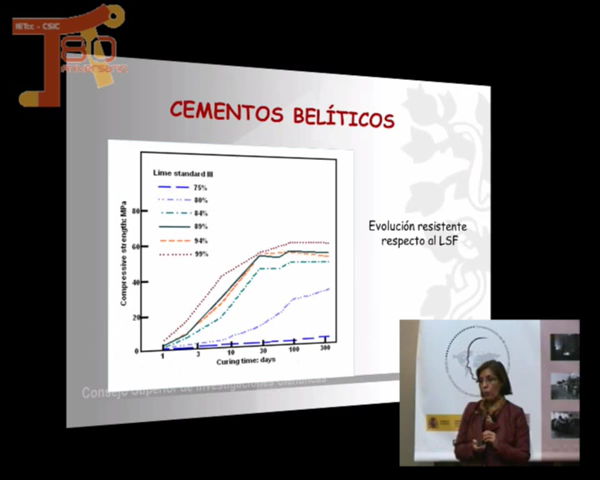 IETcc - CSIC
80
Aniversario
CEMENTOS BELÍTICOS
Lime standard III
75%
80%
84%
89%
94%
99%
Compressive strength: MPa
80
60
40
20
0
1 3 10 30 100 300
Curing time: days
Evolución resistente
respecto al LSF
Consejo Superior de Investigaciones Científicas